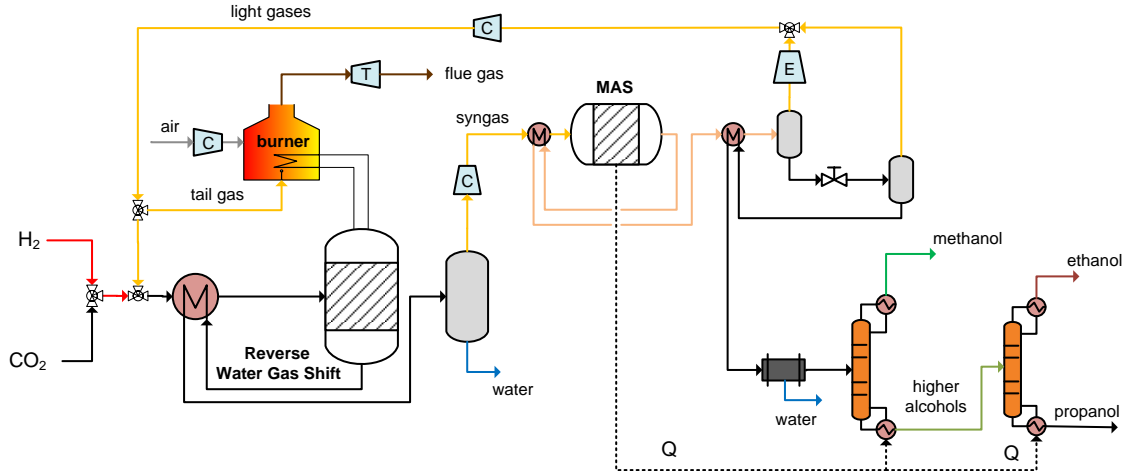 light gases
C
T
flue gas
E
MAS
air
C
burner
syngas
M
M
C
tail gas
H₂
methanol
ethanol
M
CO₂
Reverse
Water Gas Shift
water
water
higher
alcohols
propanol
Q
Q